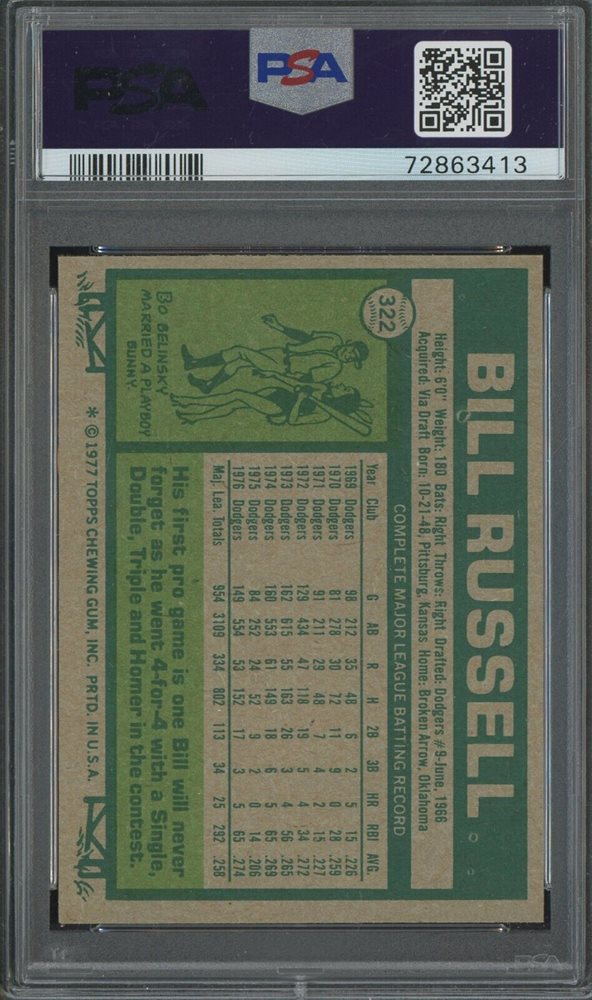 PSA
PSA
72863413
322
BILL RUSSELL
Height: 6'0" Weight: 180 Bats: Right Throws: Right Drafted: Dodgers #9-June, 1966
Acquired: Via Draft Born: 10-21-48, Pittsburg, Kansas Home: Broken Arrow, Oklahoma
COMPLETE MAJOR LEAGUE BATTING RECORD
Year Club G AB R H 2B 3B HR RBI AVG.
1969 Dodgers 98 212 35 48 6 2 5 15 .226
1970 Dodgers 81 278 30 72 11 9 0 28 .259
1971 Dodgers 91 211 29 48 7 4 2 15 .227
1972 Dodgers 129 434 47 118 19 5 4 34 .272
1973 Dodgers 162 615 55 163 26 3 4 56 .265
1974 Dodgers 160 553 61 149 18 6 5 65 .269
1975 Dodgers 84 252 24 52 9 2 0 14 .206
1976 Dodgers 149 554 53 152 17 3 5 65 .274
Maj. Lea. Totals 954 3109 334 802 113 34 25 292 .258
BO BELINSKY
MARRIED A PLAYBOY
BUNNY.
His first pro game is one Bill will never
forget as he went 4-for-4 with a Single,
Double, Triple and Homer in the contest.
* © 1977 TOPPS CHEWING GUM, INC. PRTD. IN U.S.A.
PSA